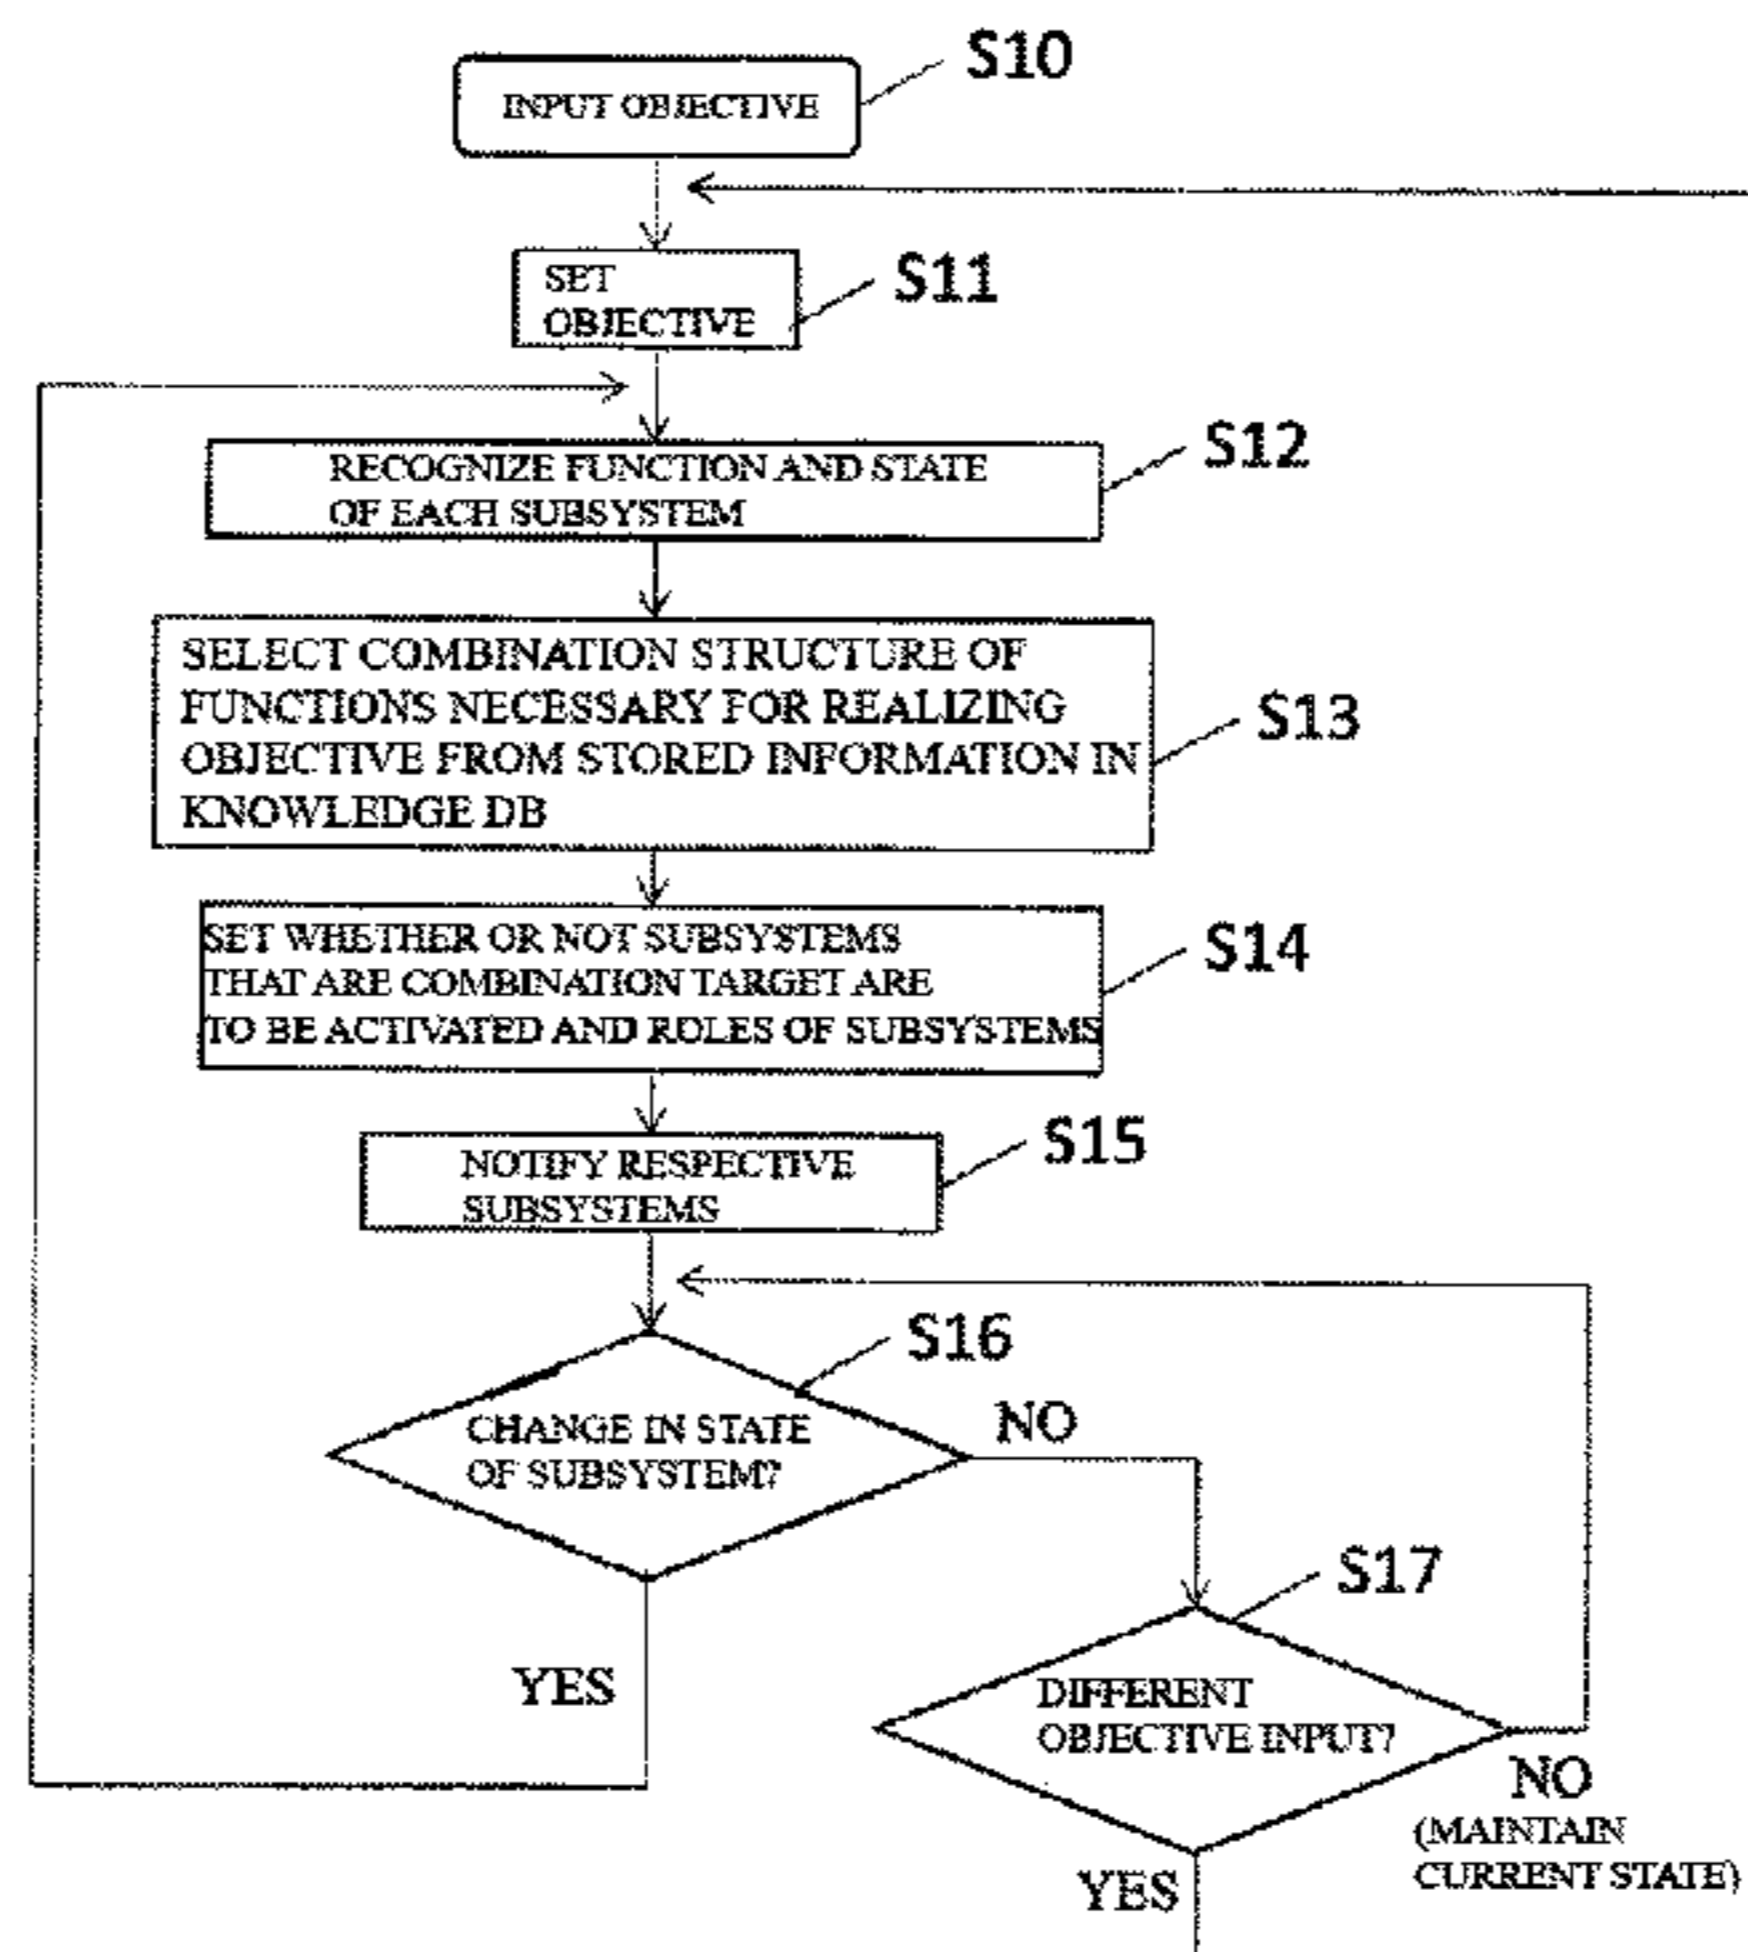 S10
INPUT OBJECTIVE
S11
SET
OBJECTIVE
S12
RECOGNIZE FUNCTION AND STATE
OF EACH SUBSYSTEM
S13
SELECT COMBINATION STRUCTURE OF
FUNCTIONS NECESSARY FOR REALIZING
OBJECTIVE FROM STORED INFORMATION IN
KNOWLEDGE DB
S14
SET WHETHER OR NOT SUBSYSTEMS
THAT ARE COMBINATION TARGET ARE
TO BE ACTIVATED AND ROLES OF SUBSYSTEMS
S15
NOTIFY RESPECTIVE
SUBSYSTEMS
S16
CHANGE IN STATE
OF SUBSYSTEM?
NO
YES
S17
DIFFERENT
OBJECTIVE INPUT?
NO
(MAINTAIN
CURRENT STATE)
YES